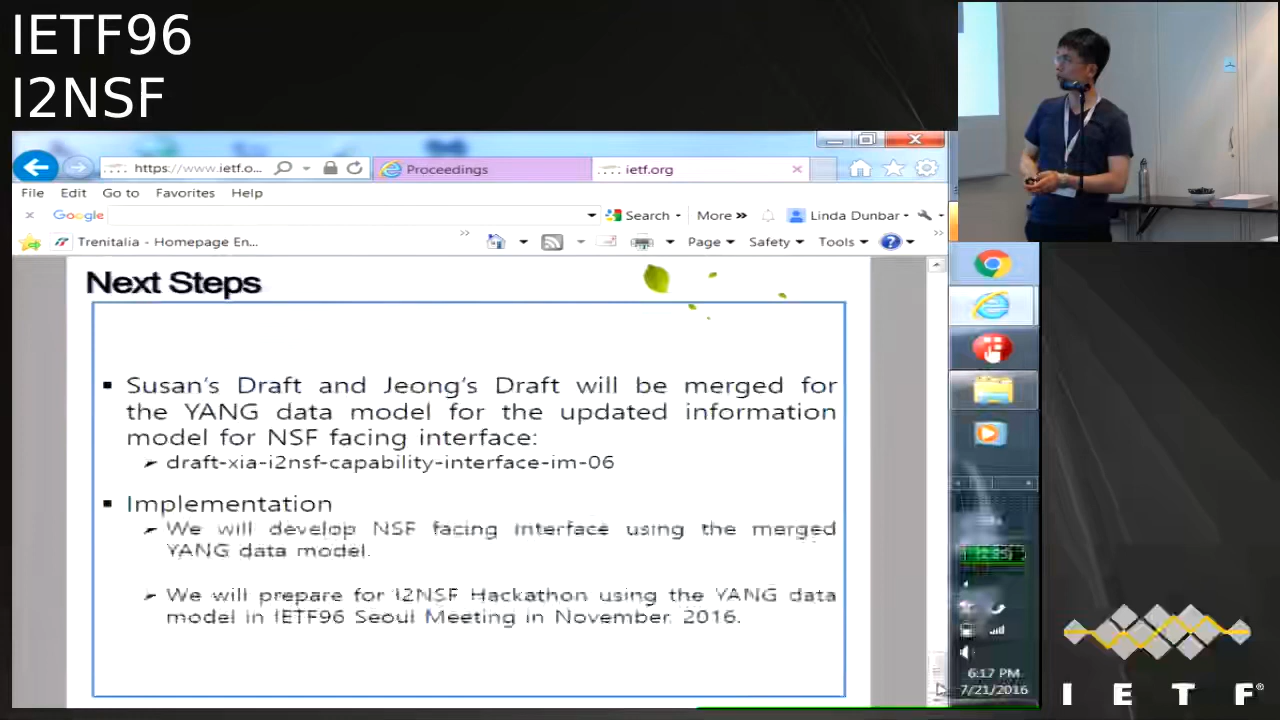 IETF96
I2NSF
https://www.ietf.o...
Proceedings
ietf.org
File Edit Go to Favorites Help
Google
Search
More »
Linda Dunbar
Trenitalia - Homepage En...
Page
Safety
Tools
Next Steps
Susan's Draft and Jeong's Draft will be merged for
the YANG data model for the updated information
model for NSF facing interface:
draft-xia-i2nsf-capability-interface-im-06
Implementation
We will develop NSF facing interface using the merged
YANG data model.
We will prepare for I2NSF Hackathon using the YANG data
model in IETF96 Seoul Meeting in November, 2016.
6:17 PM
7/21/2016
I E T F®